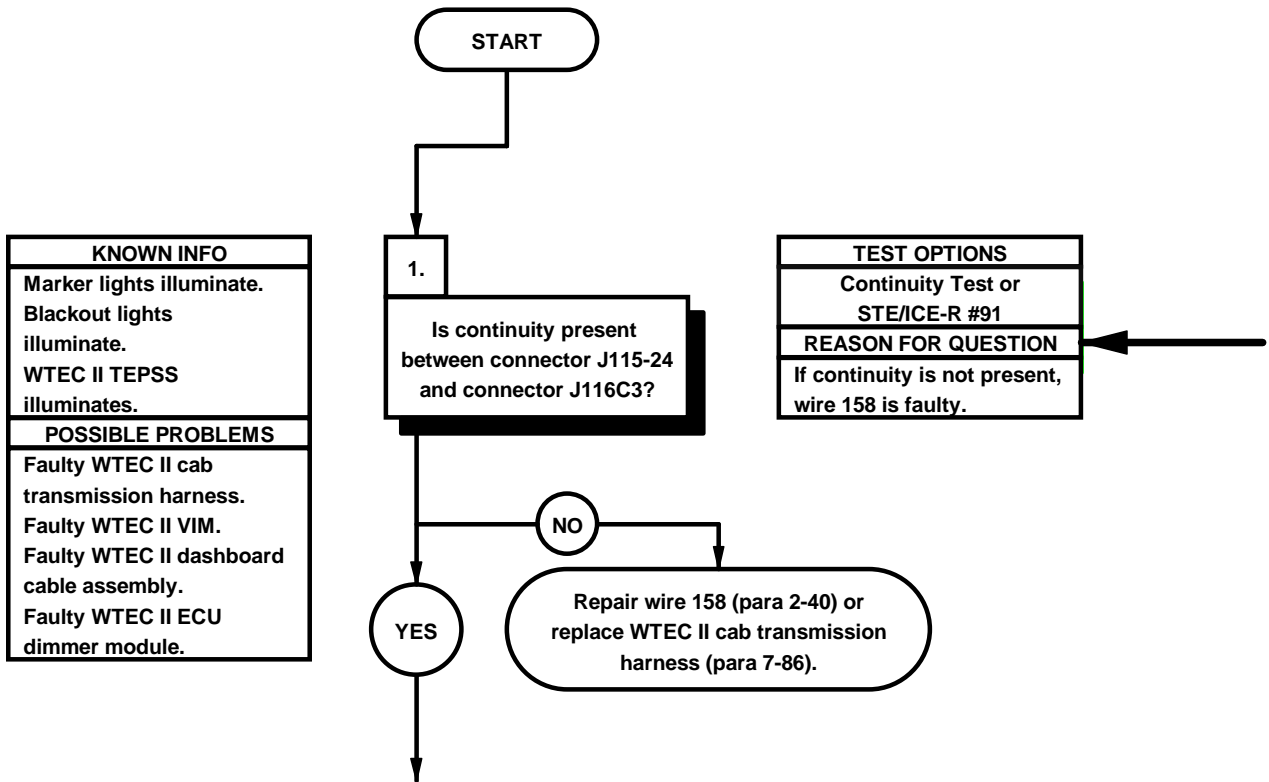 START
KNOWN INFO
Marker lights illuminate.
Blackout lights
illuminate.
WTEC II TEPSS
illuminates.
POSSIBLE PROBLEMS
Faulty WTEC II cab
transmission harness.
Faulty WTEC II VIM.
Faulty WTEC II dashboard
cable assembly.
Faulty WTEC II ECU
dimmer module.
1.
Is continuity present
between connector J115-24
and connector J116C3?
TEST OPTIONS
Continuity Test or
STE/ICE-R #91
REASON FOR QUESTION
If continuity is not present,
wire 158 is faulty.
NO
YES
Repair wire 158 (para 2-40) or
replace WTEC II cab transmission
harness (para 7-86).